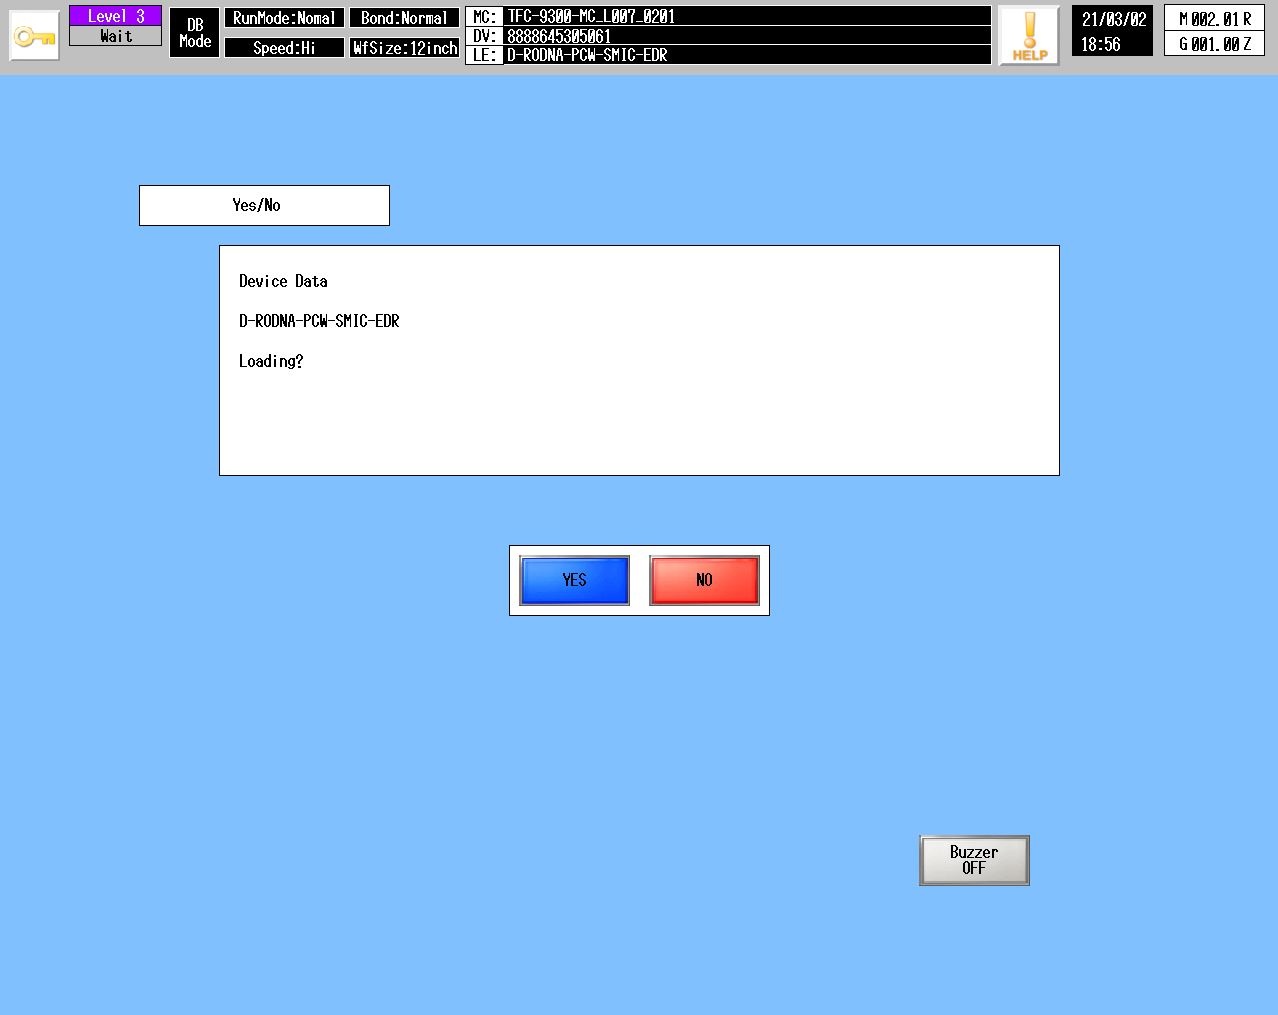 Level 3
Wait
DB
Mode
RunMode:Nomal
Bond:Normal
Speed:Hi
WfSize:12inch
MC: TFC-9300-MC_L007_0201
DV: 8888645305061
LE: D-RODNA-PCW-SMIC-EDR
HELP
21/03/02
18:56
M 002.01 R
G 001.00 Z
Yes/No
Device Data
D-RODNA-PCW-SMIC-EDR
Loading?
YES
NO
Buzzer
OFF